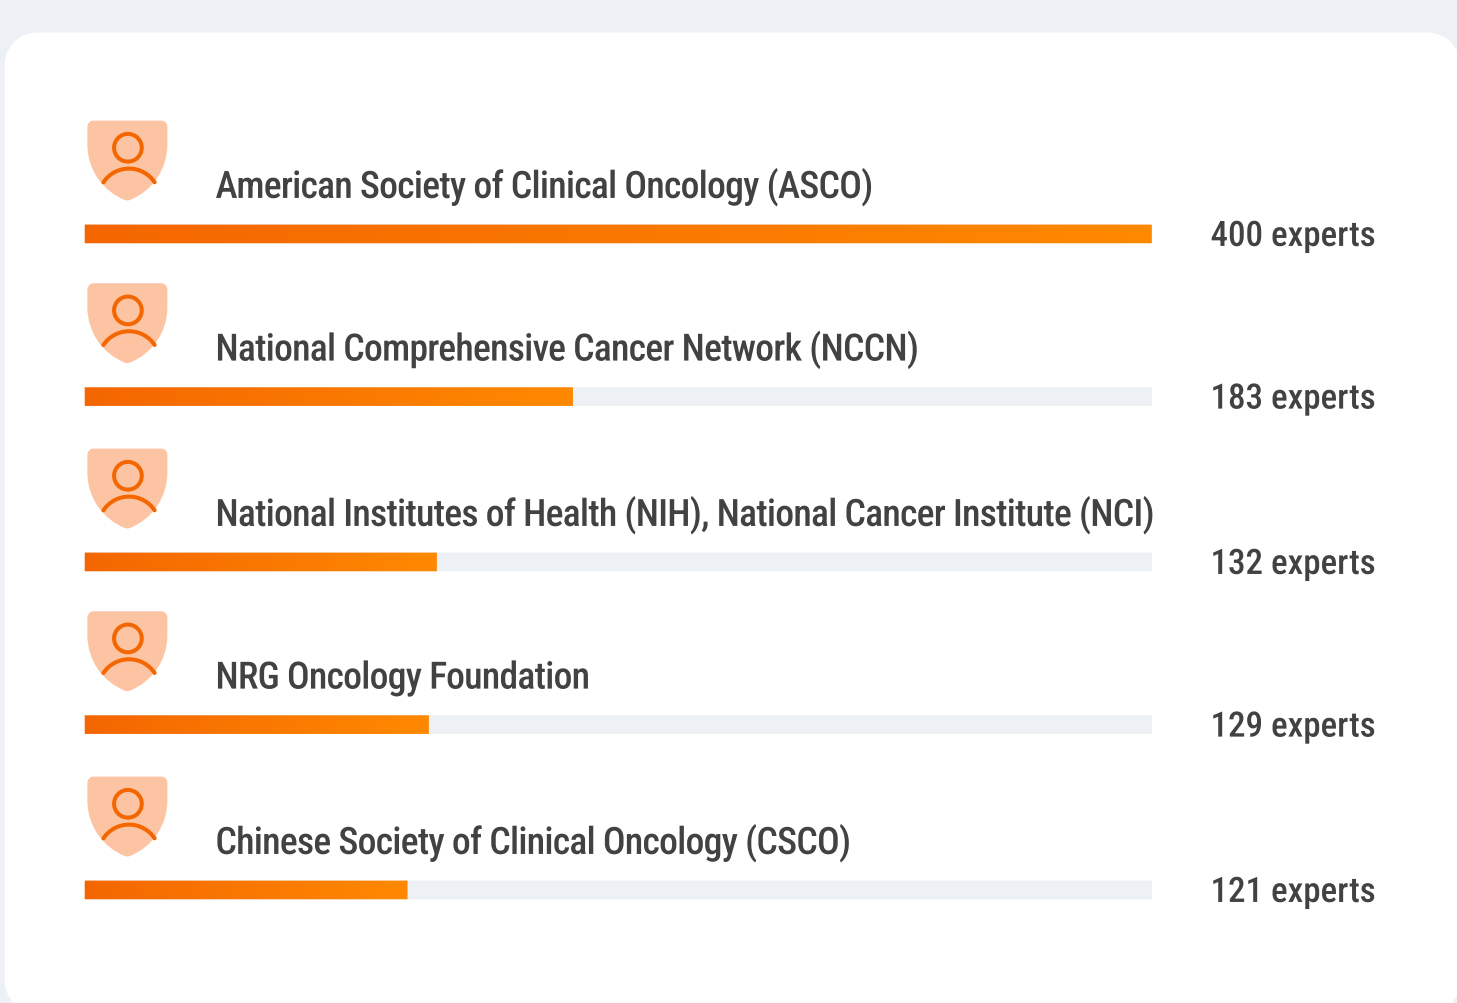 American Society of Clinical Oncology (ASCO)
400 experts
National Comprehensive Cancer Network (NCCN)
183 experts
National Institutes of Health (NIH), National Cancer Institute (NCI)
132 experts
NRG Oncology Foundation
129 experts
Chinese Society of Clinical Oncology (CSCO)
121 experts